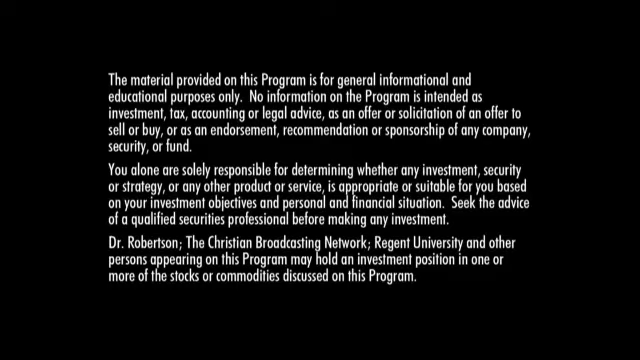 The material provided on this Program is for general informational and
educational purposes only. No information on the Program is intended as
investment, tax, accounting or legal advice, as an offer or solicitation of an offer to
sell or buy, or as an endorsement, recommendation or sponsorship of any company,
security, or fund.
You alone are solely responsible for determining whether any investment, security
or strategy, or any other product or service, is appropriate or suitable for you based
on your investment objectives and personal and financial situation. Seek the advice
of a qualified securities professional before making any investment.
Dr. Robertson; The Christian Broadcasting Network; Regent University and other
persons appearing on this Program may hold an investment position in one or
more of the stocks or commodities discussed on this Program.